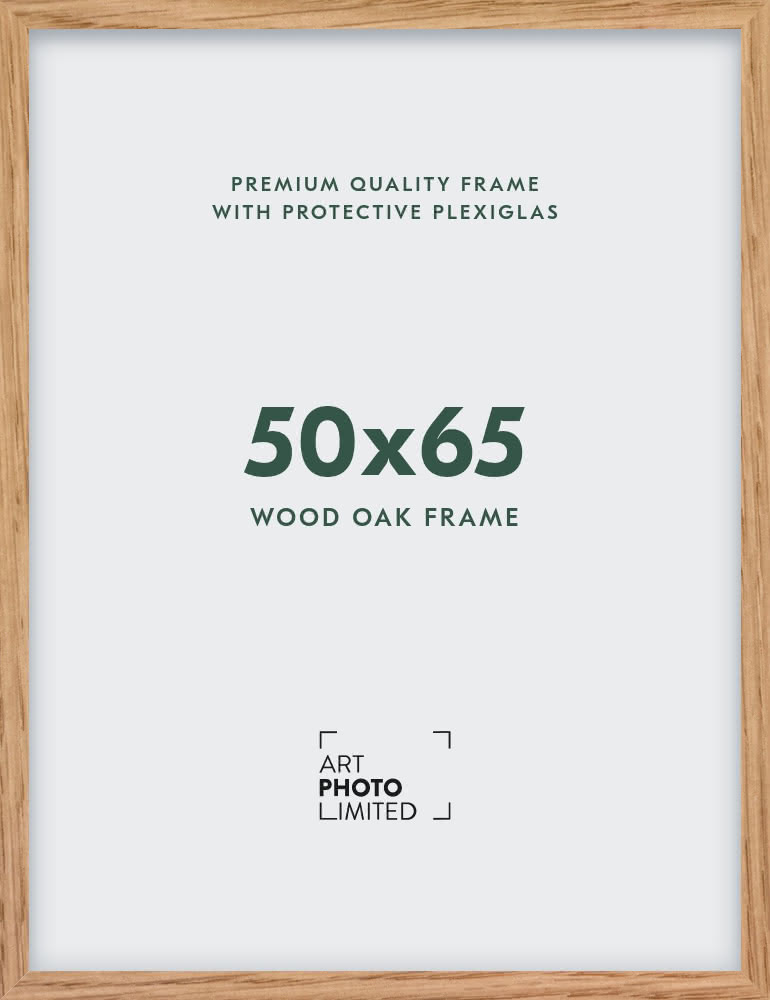 PREMIUM QUALITY FRAME
WITH PROTECTIVE PLEXIGLAS
50x65
WOOD OAK FRAME
ART
PHOTO
LIMITED